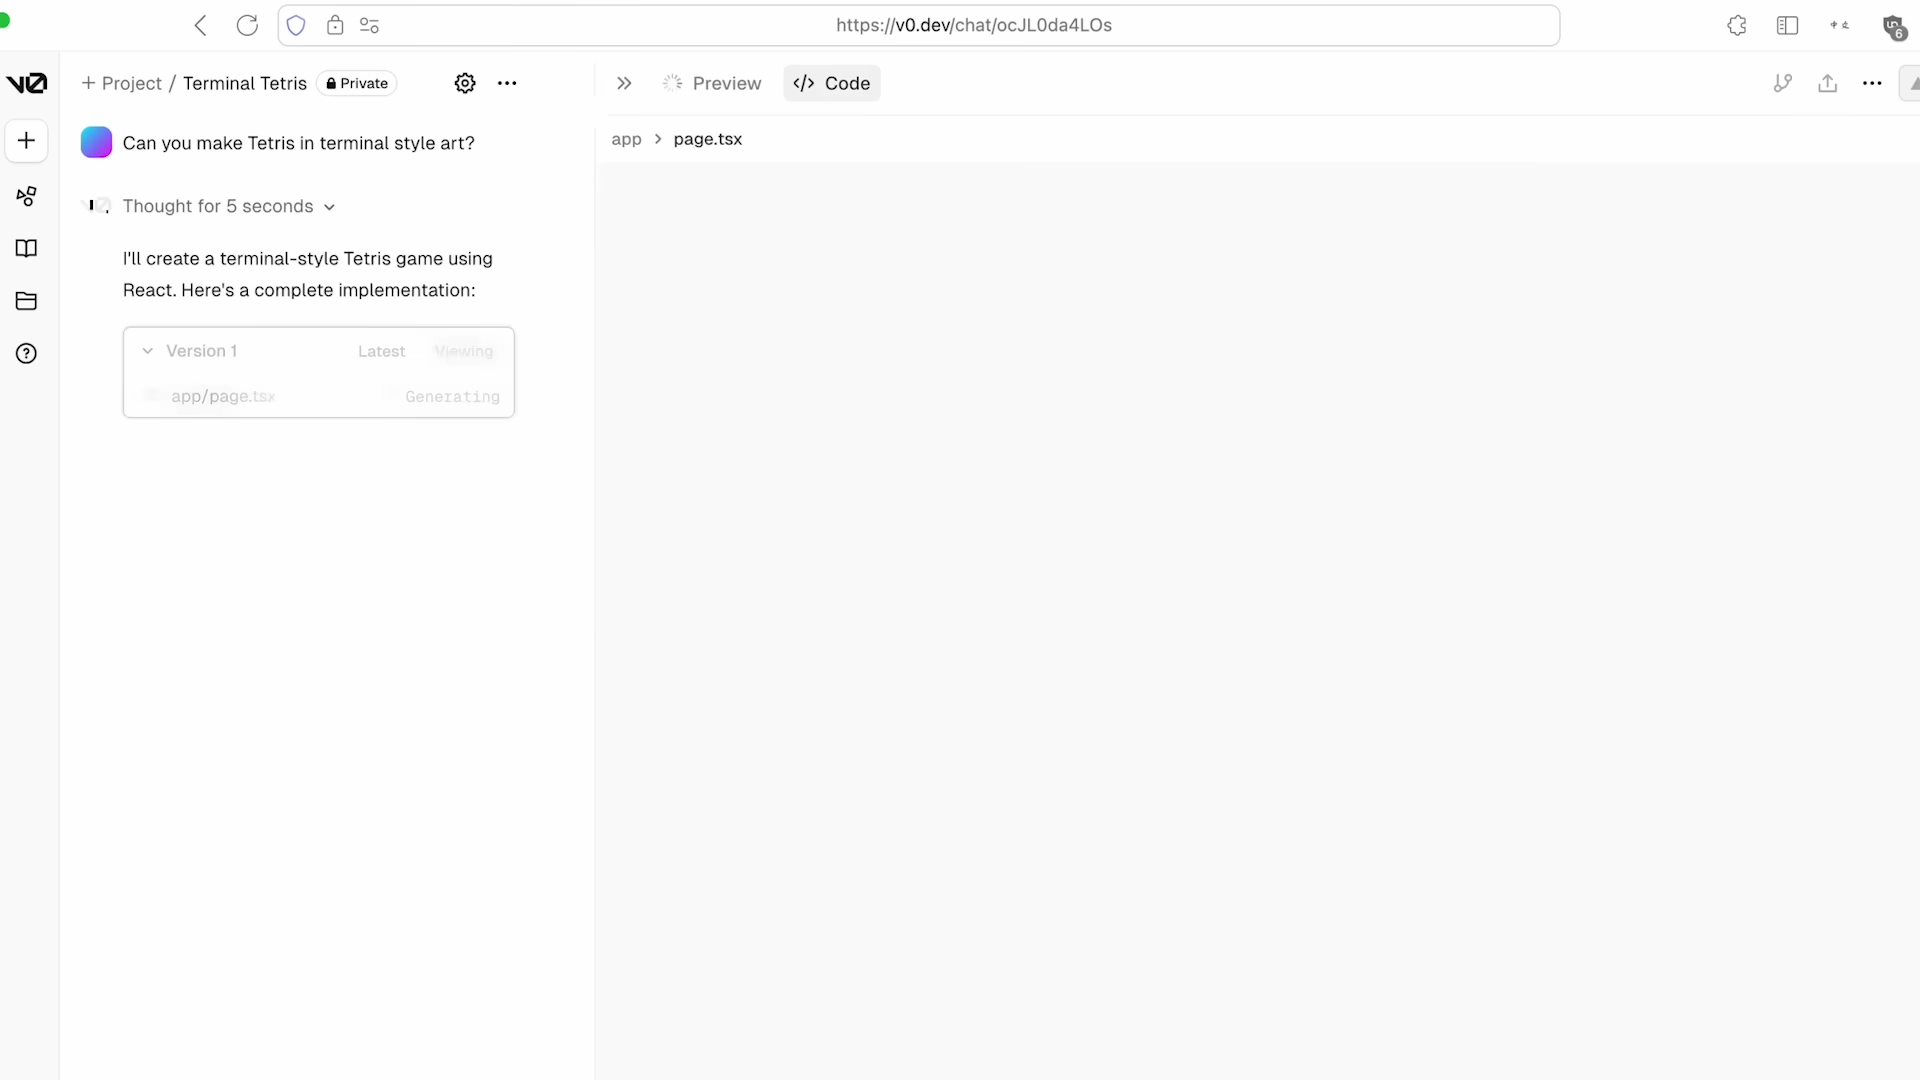 https://v0.dev/chat/ocJL0da4LOs
6
v0
+ Project / Terminal Tetris Private
Preview
Code
Can you make Tetris in terminal style art?
app > page.tsx
Thought for 5 seconds
I'll create a terminal-style Tetris game using
React. Here's a complete implementation:
Version 1 Latest Viewing
app/page.tsx Generating